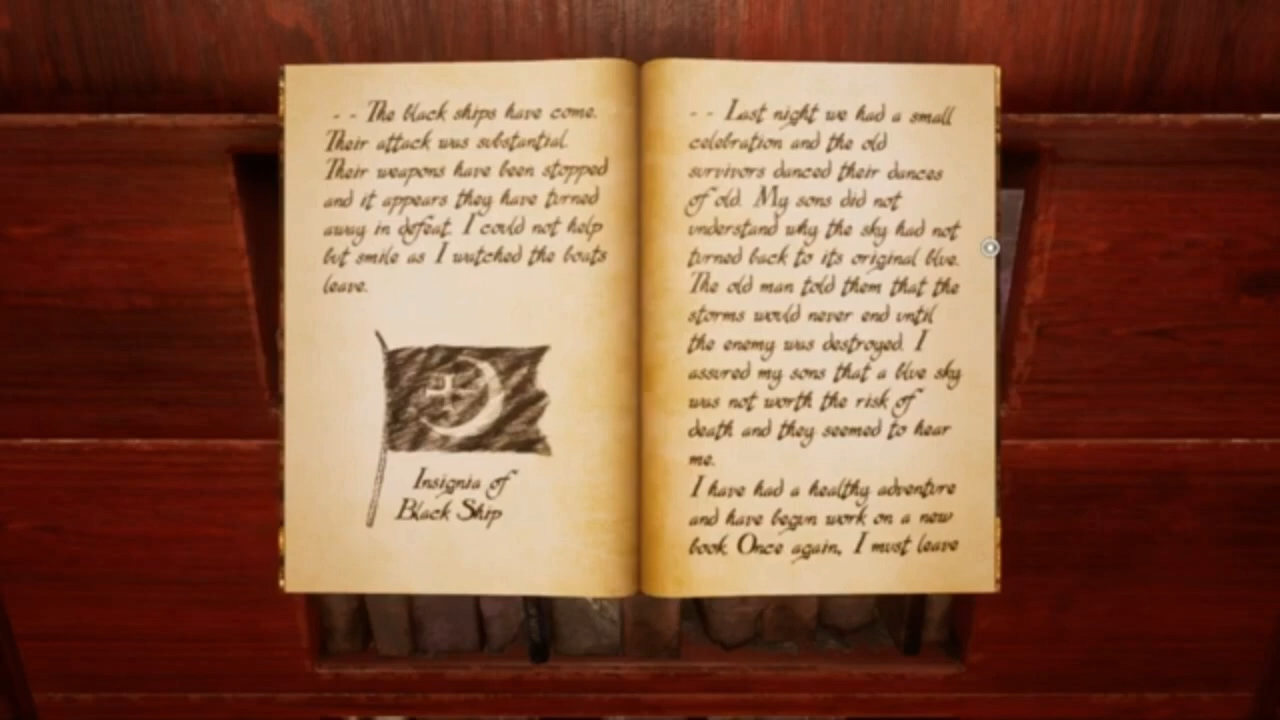 - - The black ships have come.
Their attack was substantial.
Their weapons have been stopped
and it appears they have turned
away in defeat. I could not help
but smile as I watched the boats
leave.
Insignia of
Black Ship
- - Last night we had a small
celebration and the old
survivors danced their dances
of old. My sons did not
understand why the sky had not
turned back to its original blue.
The old man told them that the
storms would never end until
the enemy was destroyed. I
assured my sons that a blue sky
was not worth the risk of
death and they seemed to hear
me.
I have had a healthy adventure
and have begun work on a new
book. Once again, I must leave